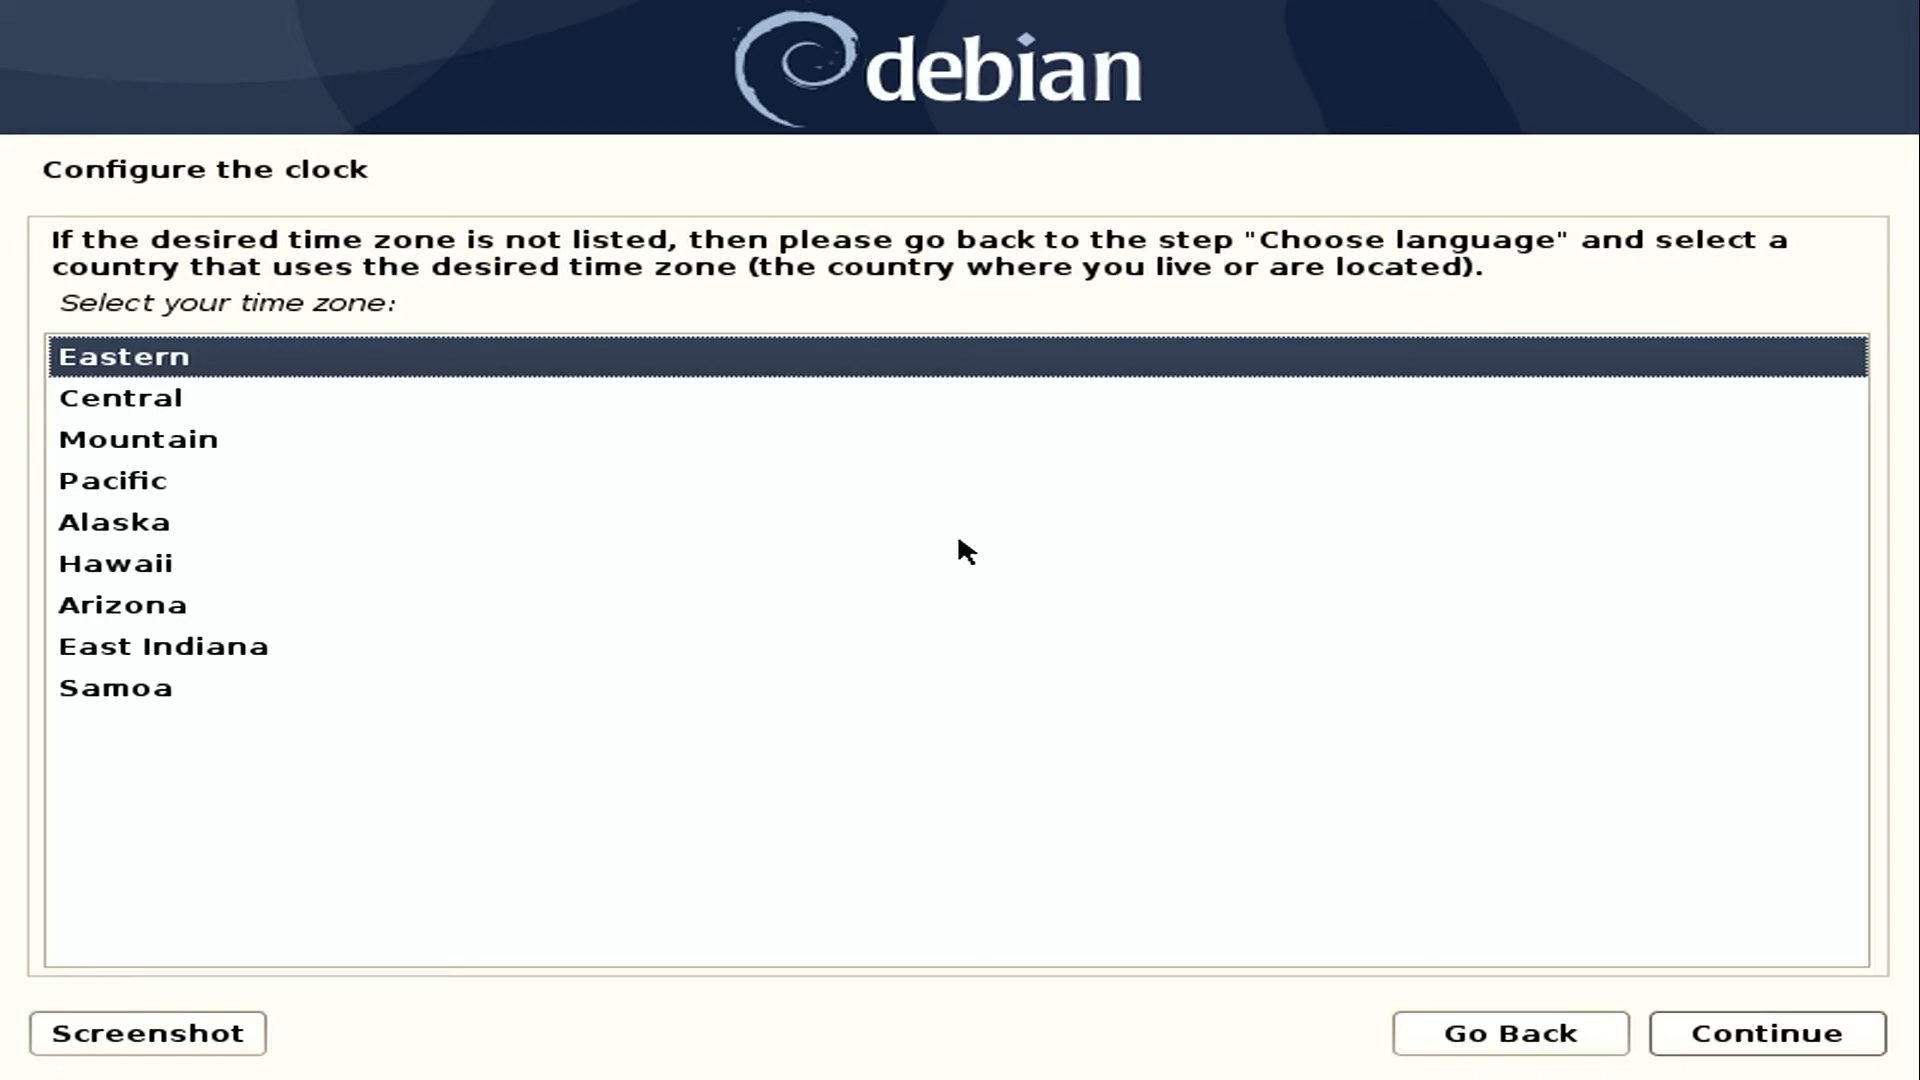 debian
Configure the clock
If the desired time zone is not listed, then please go back to the step "Choose language" and select a
country that uses the desired time zone (the country where you live or are located).
Select your time zone:
Eastern
Central
Mountain
Pacific
Alaska
Hawaii
Arizona
East Indiana
Samoa
Screenshot
Go Back
Continue